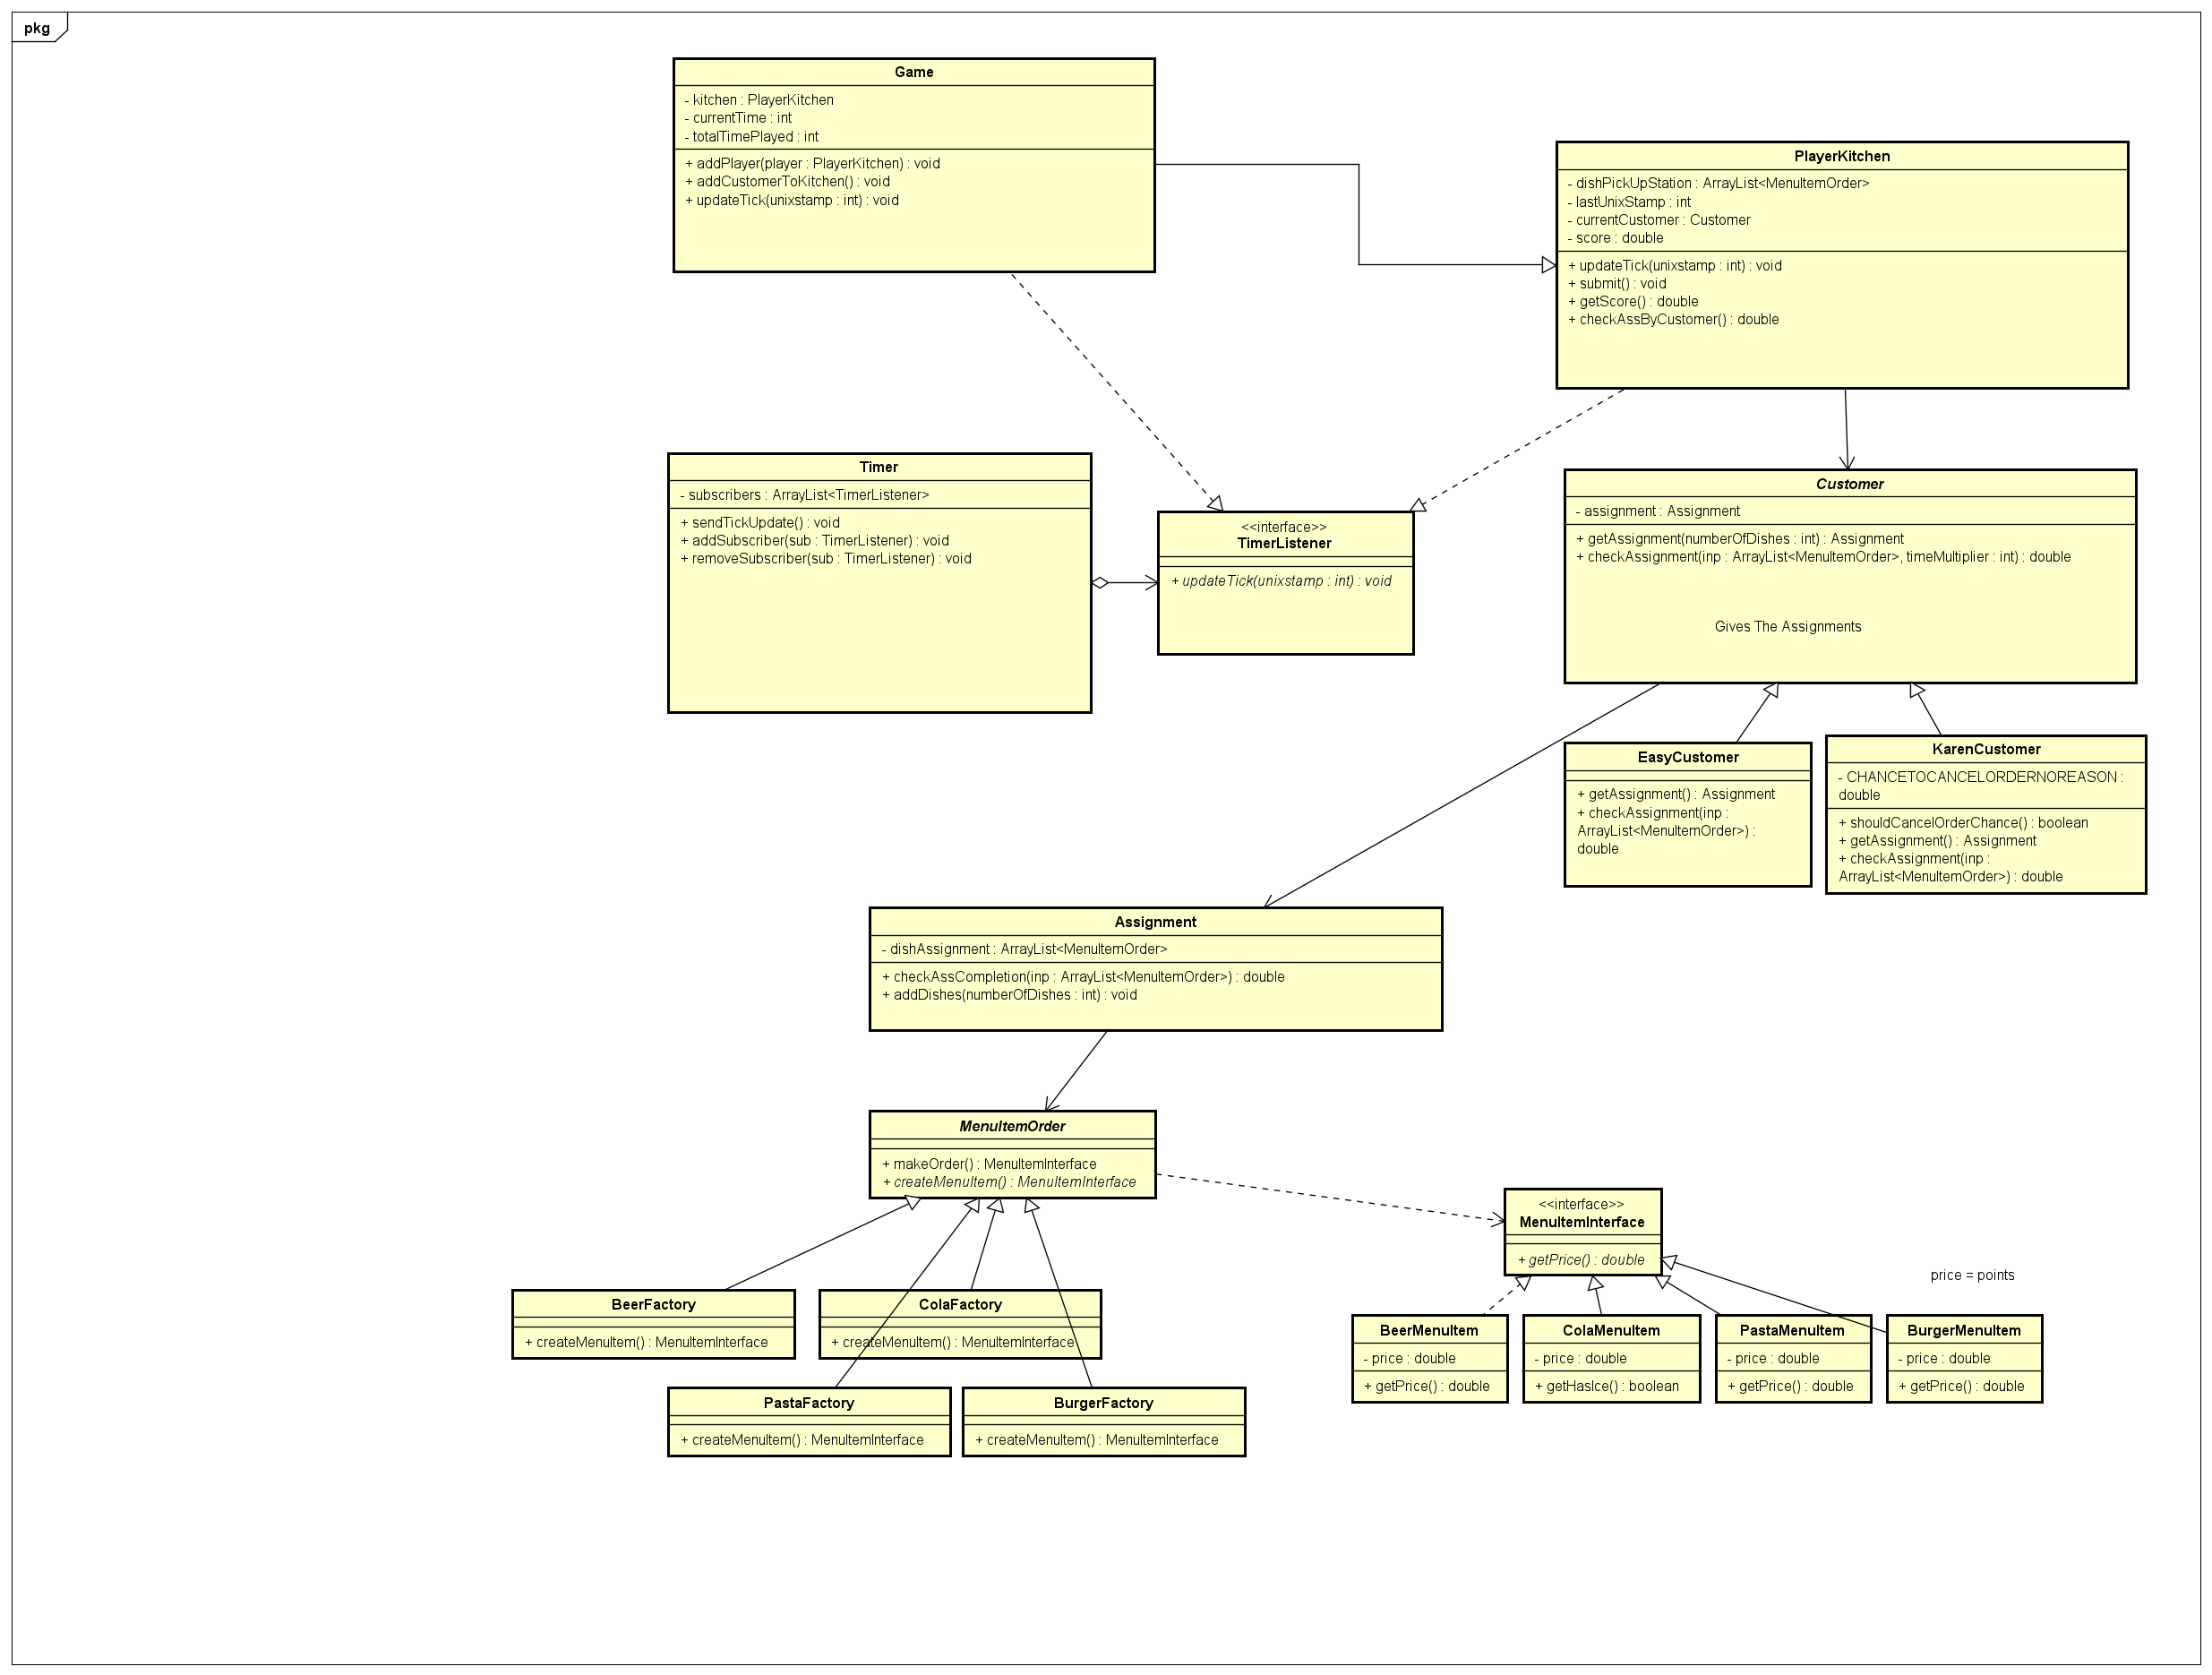 pkg
Game
- kitchen : PlayerKitchen
- currentTime : int
- totalTimePlayed : int
+ addPlayer(player : PlayerKitchen) : void
+ addCustomerToKitchen() : void
+ updateTick(unixstamp : int) : void
PlayerKitchen
- dishPickUpStation : ArrayList<MenuItemOrder>
- lastUnixStamp : int
- currentCustomer : Customer
- score : double
+ updateTick(unixstamp : int) : void
+ submit() : void
+ getScore() : double
+ checkAssByCustomer() : double
Timer
- subscribers : ArrayList<TimerListener>
+ sendTickUpdate() : void
+ addSubscriber(sub : TimerListener) : void
+ removeSubscriber(sub : TimerListener) : void
<<interface>>
TimerListener
+ updateTick(unixstamp : int) : void
Customer
- assignment : Assignment
+ getAssignment(numberOfDishes : int) : Assignment
+ checkAssignment(inp : ArrayList<MenuItemOrder>, timeMultiplier : int) : double
Gives The Assignments
EasyCustomer
+ getAssignment() : Assignment
+ checkAssignment(inp :
ArrayList<MenuItemOrder>) :
double
KarenCustomer
- CHANCETOCANCELORDERNOREASON :
double
+ shouldCancelOrderChance() : boolean
+ getAssignment() : Assignment
+ checkAssignment(inp :
ArrayList<MenuItemOrder>) : double
Assignment
- dishAssignment : ArrayList<MenuItemOrder>
+ checkAssCompletion(inp : ArrayList<MenuItemOrder>) : double
+ addDishes(numberOfDishes : int) : void
MenuItemOrder
+ makeOrder() : MenuItemInterface
+ createMenuItem() : MenuItemInterface
<<interface>>
MenuItemInterface
+ getPrice() : double
price = points
BeerFactory
+ createMenuItem() : MenuItemInterface
ColaFactory
+ createMenuItem() : MenuItemInterface
PastaFactory
+ createMenuItem() : MenuItemInterface
BurgerFactory
+ createMenuItem() : MenuItemInterface
BeerMenuItem
- price : double
+ getPrice() : double
ColaMenuItem
- price : double
+ getHasIce() : boolean
PastaMenuItem
- price : double
+ getPrice() : double
BurgerMenuItem
- price : double
+ getPrice() : double